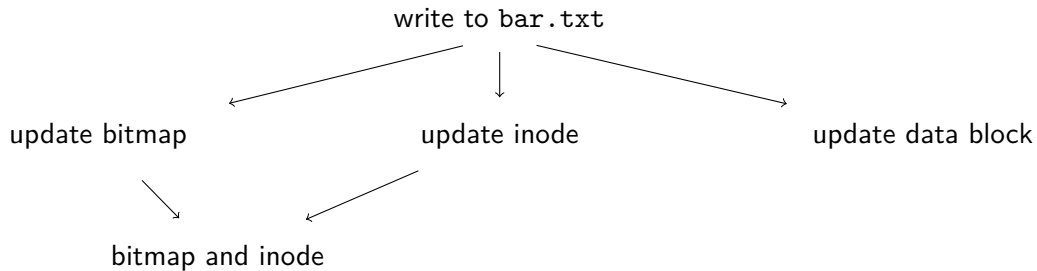 write to bar.txt
update bitmap
update inode
update data block
bitmap and inode